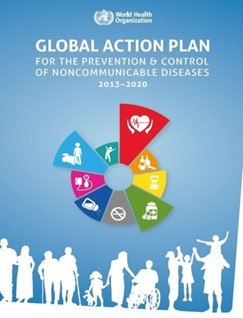 World Health
Organization
GLOBAL ACTION PLAN
FOR THE PREVENTION & CONTROL
OF NONCOMMUNICABLE DISEASES
2013–2020